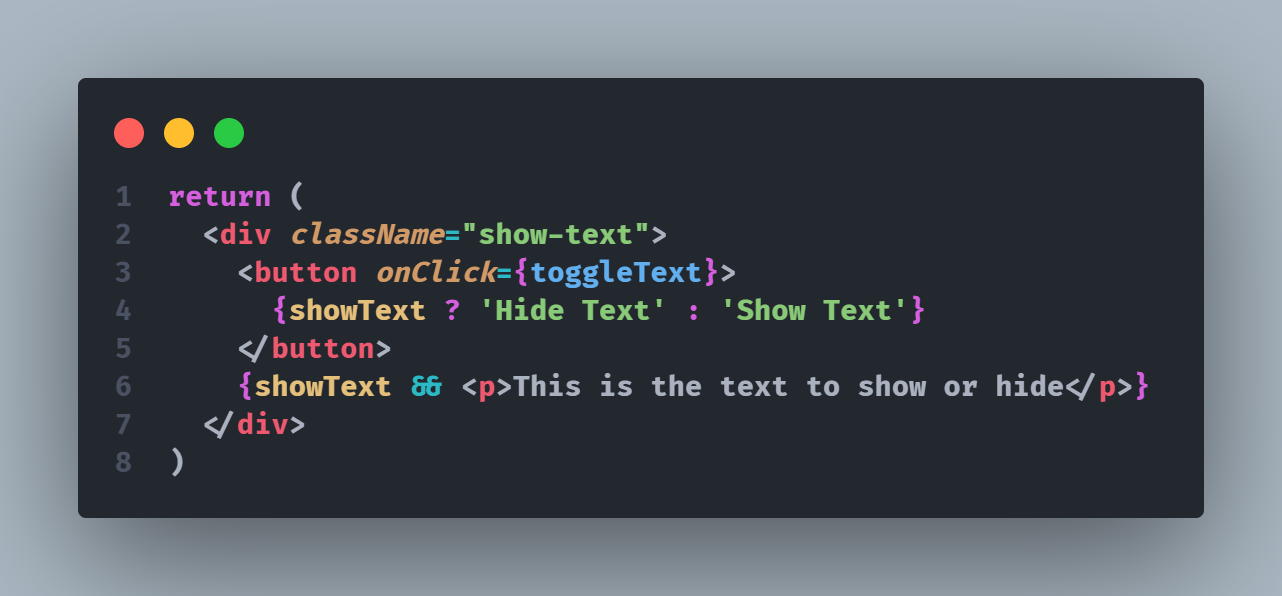 1 return (
2   <div className="show-text">
3     <button onClick={toggleText}>
4       {showText ? 'Hide Text' : 'Show Text'}
5     </button>
6     {showText && <p>This is the text to show or hide</p>}
7   </div>
8 )